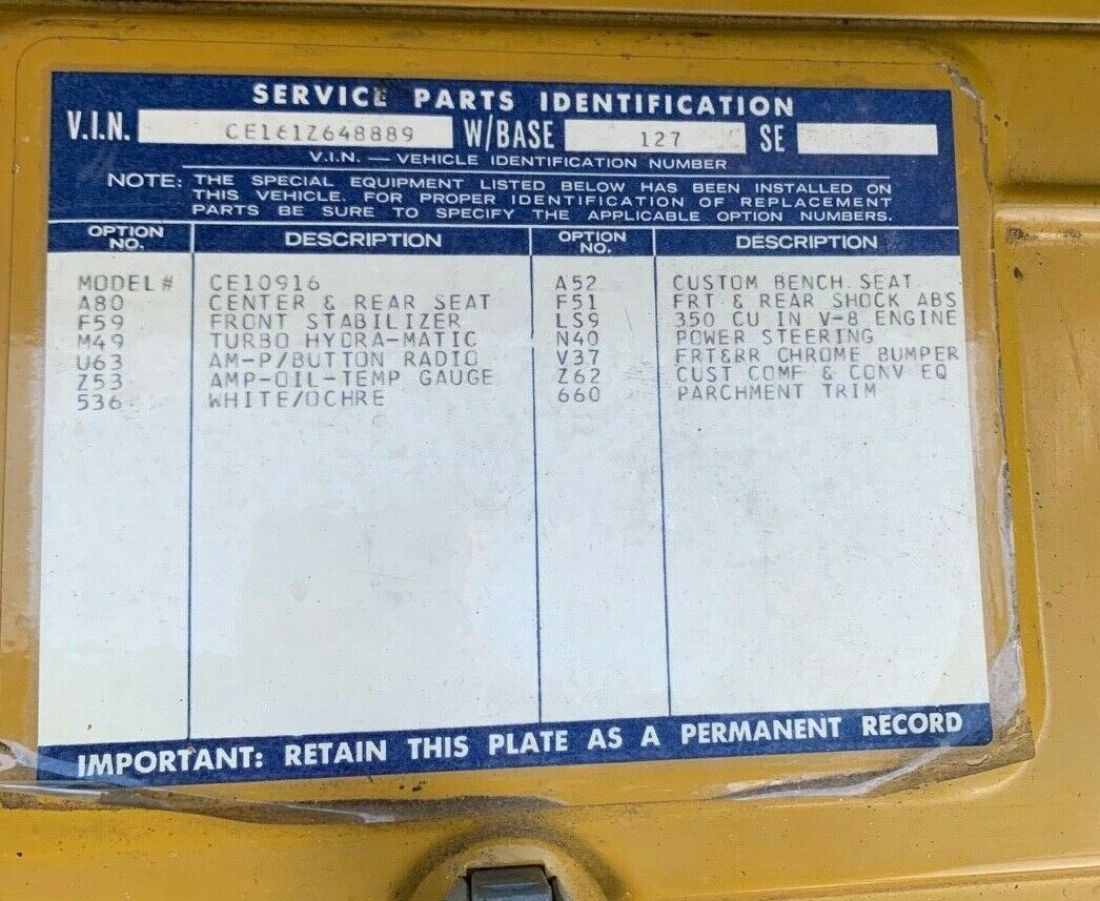 SERVICE PARTS IDENTIFICATION
V.I.N. CE161Z648889 W/BASE 127 SE
V.I.N. — VEHICLE IDENTIFICATION NUMBER
NOTE: THE SPECIAL EQUIPMENT LISTED BELOW HAS BEEN INSTALLED ON
THIS VEHICLE. FOR PROPER IDENTIFICATION OF REPLACEMENT
PARTS BE SURE TO SPECIFY THE APPLICABLE OPTION NUMBERS.
OPTION NO. DESCRIPTION OPTION NO. DESCRIPTION
MODEL # CE10916 A52 CUSTOM BENCH SEAT
A80 CENTER & REAR SEAT F51 FRT & REAR SHOCK ABS
F59 FRONT STABILIZER LS9 350 CU IN V-8 ENGINE
M49 TURBO HYDRA-MATIC N40 POWER STEERING
U63 AM-P/BUTTON RADIO V37 FRT&RR CHROME BUMPER
Z53 AMP-OIL-TEMP GAUGE Z62 CUST COMF & CONV EQ
536 WHITE/OCHRE 660 PARCHMENT TRIM
IMPORTANT: RETAIN THIS PLATE AS A PERMANENT RECORD